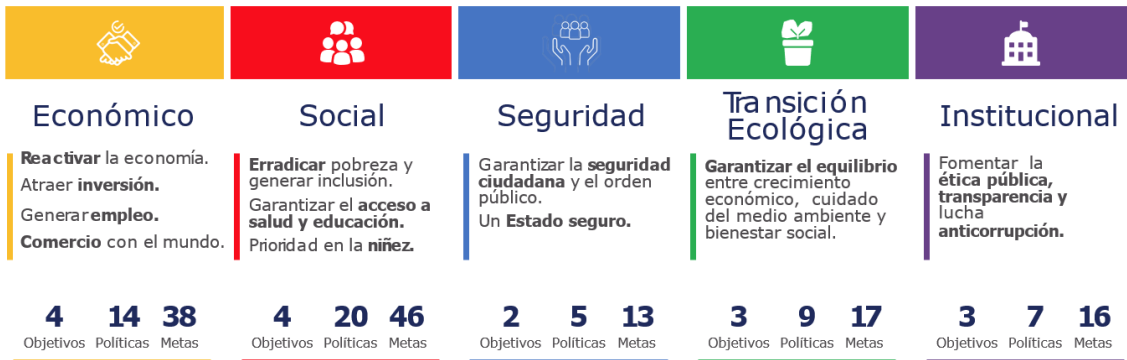 Económico
Reactivar la economía.
Atraer inversión.
Generar empleo.
Comercio con el mundo.
4 14 38
Objetivos Políticas Metas
Social
Erradicar pobreza y
generar inclusión.
Garantizar el acceso a
salud y educación.
Prioridad en la niñez.
4 20 46
Objetivos Políticas Metas
Seguridad
Garantizar la seguridad
ciudadana y el orden
público.
Un Estado seguro.
2 5 13
Objetivos Políticas Metas
Transición
Ecológica
Garantizar el equilibrio
entre crecimiento
económico, cuidado
del medio ambiente y
bienestar social.
3 9 17
Objetivos Políticas Metas
Institucional
Fomentar la
ética pública,
transparencia y
lucha
anticorrupción.
3 7 16
Objetivos Políticas Metas